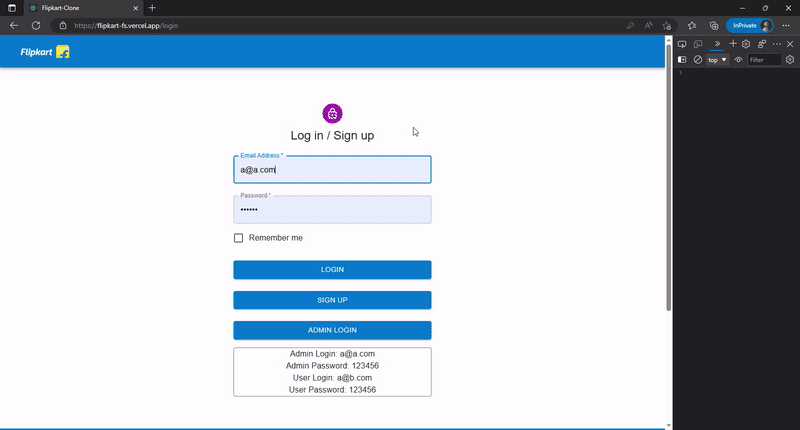 Flipkart-Clone
https://flipkart-fs.vercel.app/login
InPrivate
Flipkart
top
Filter
Log in / Sign up
Email Address *
a@a.com
Password *
••••••
Remember me
LOGIN
SIGN UP
ADMIN LOGIN
Admin Login: a@a.com
Admin Password: 123456
User Login: a@b.com
User Password: 123456